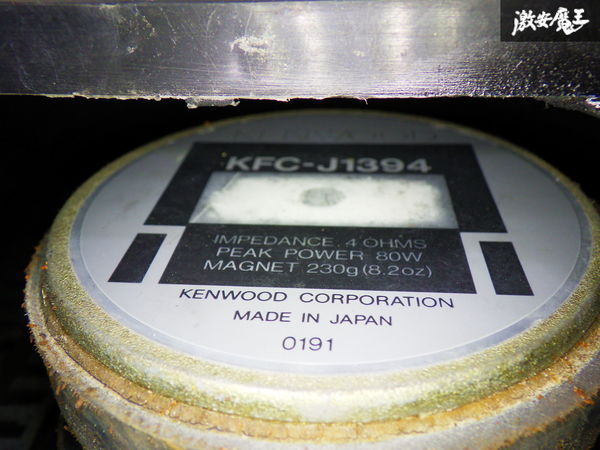 激安魔王
KFC-J1394
IMPEDANCE. 4 OHMS
PEAK POWER 80W
MAGNET 230g (8.2oz)
KENWOOD CORPORATION
MADE IN JAPAN
0191